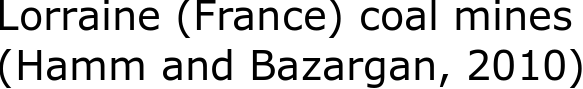 Lorraine (France) coal mines
(Hamm and Bazargan, 2010)